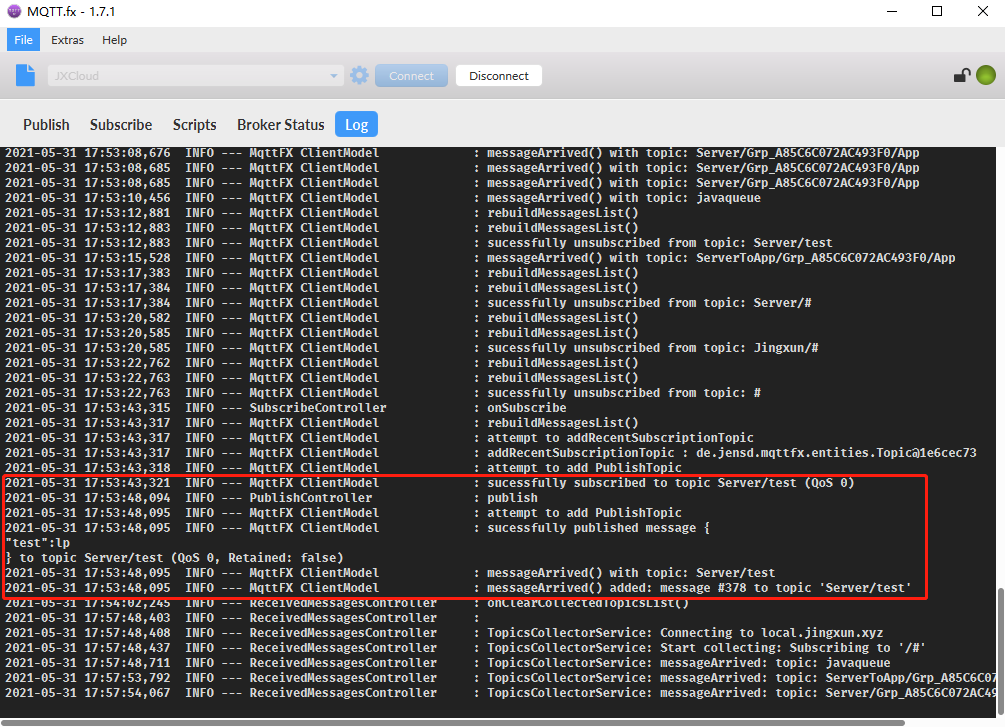 MQTT.fx - 1.7.1
File Extras Help
JXCloud Connect Disconnect
Publish Subscribe Scripts Broker Status Log
2021-05-31 17:53:08,676 INFO --- MqttFX ClientModel : messageArrived() with topic: Server/Grp_A85C6C072AC493F0/App
2021-05-31 17:53:08,685 INFO --- MqttFX ClientModel : messageArrived() with topic: Server/Grp_A85C6C072AC493F0/App
2021-05-31 17:53:08,685 INFO --- MqttFX ClientModel : messageArrived() with topic: Server/Grp_A85C6C072AC493F0/App
2021-05-31 17:53:10,456 INFO --- MqttFX ClientModel : messageArrived() with topic: javaqueue
2021-05-31 17:53:12,881 INFO --- MqttFX ClientModel : rebuildMessagesList()
2021-05-31 17:53:12,883 INFO --- MqttFX ClientModel : rebuildMessagesList()
2021-05-31 17:53:12,883 INFO --- MqttFX ClientModel : sucessfully unsubscribed from topic: Server/test
2021-05-31 17:53:15,528 INFO --- MqttFX ClientModel : messageArrived() with topic: ServerToApp/Grp_A85C6C072AC493F0/App
2021-05-31 17:53:17,383 INFO --- MqttFX ClientModel : rebuildMessagesList()
2021-05-31 17:53:17,384 INFO --- MqttFX ClientModel : rebuildMessagesList()
2021-05-31 17:53:17,384 INFO --- MqttFX ClientModel : sucessfully unsubscribed from topic: Server/#
2021-05-31 17:53:20,582 INFO --- MqttFX ClientModel : rebuildMessagesList()
2021-05-31 17:53:20,585 INFO --- MqttFX ClientModel : rebuildMessagesList()
2021-05-31 17:53:20,585 INFO --- MqttFX ClientModel : sucessfully unsubscribed from topic: Jingxun/#
2021-05-31 17:53:22,762 INFO --- MqttFX ClientModel : rebuildMessagesList()
2021-05-31 17:53:22,763 INFO --- MqttFX ClientModel : rebuildMessagesList()
2021-05-31 17:53:22,763 INFO --- MqttFX ClientModel : sucessfully unsubscribed from topic: #
2021-05-31 17:53:43,315 INFO --- SubscribeController : onSubscribe
2021-05-31 17:53:43,317 INFO --- MqttFX ClientModel : rebuildMessagesList()
2021-05-31 17:53:43,317 INFO --- MqttFX ClientModel : attempt to addRecentSubscriptionTopic
2021-05-31 17:53:43,317 INFO --- MqttFX ClientModel : addRecentSubscriptionTopic : de.jensd.mqttfx.entities.Topic@1e6cec73
2021-05-31 17:53:43,318 INFO --- MqttFX ClientModel : attempt to add PublishTopic
2021-05-31 17:53:43,321 INFO --- MqttFX ClientModel : sucessfully subscribed to topic Server/test (QoS 0)
2021-05-31 17:53:48,094 INFO --- PublishController : publish
2021-05-31 17:53:48,095 INFO --- MqttFX ClientModel : attempt to add PublishTopic
2021-05-31 17:53:48,095 INFO --- MqttFX ClientModel : sucessfully published message {
"test":lp
} to topic Server/test (QoS 0, Retained: false)
2021-05-31 17:53:48,095 INFO --- MqttFX ClientModel : messageArrived() with topic: Server/test
2021-05-31 17:53:48,095 INFO --- MqttFX ClientModel : messageArrived() added: message #378 to topic 'Server/test'
2021-05-31 17:54:02,245 INFO --- ReceivedMessagesController : onClearCollectedTopicsList()
2021-05-31 17:57:48,403 INFO --- ReceivedMessagesController :
2021-05-31 17:57:48,408 INFO --- ReceivedMessagesController : TopicsCollectorService: Connecting to local.jingxun.xyz
2021-05-31 17:57:48,437 INFO --- ReceivedMessagesController : TopicsCollectorService: Start collecting: Subscribing to '/#'
2021-05-31 17:57:48,711 INFO --- ReceivedMessagesController : TopicsCollectorService: messageArrived: topic: javaqueue
2021-05-31 17:57:53,792 INFO --- ReceivedMessagesController : TopicsCollectorService: messageArrived: topic: ServerToApp/Grp_A85C6C07
2021-05-31 17:57:54,067 INFO --- ReceivedMessagesController : TopicsCollectorService: messageArrived: topic: Server/Grp_A85C6C072AC49